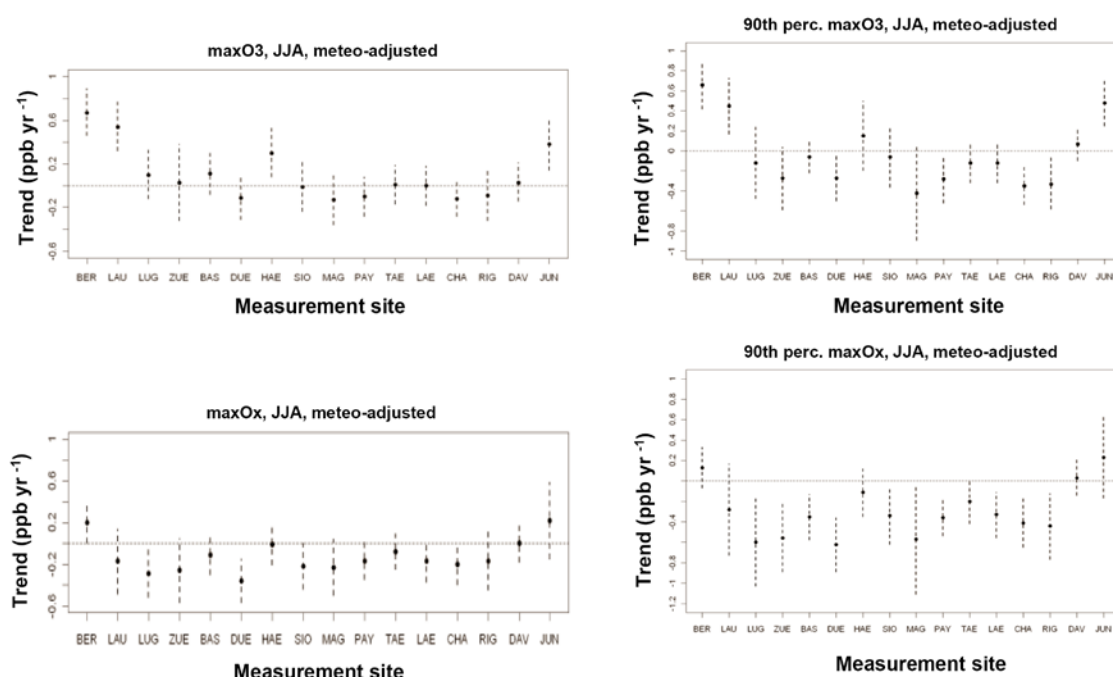 maxO3, JJA, meteo-adjusted
Trend (ppb yr -1)
1
0.6
0.2
-0.2
-0.6
BER LAU LUG ZUE BAS DUE HAE SIO MAG PAY TAE LAE CHA RIG DAV JUN
Measurement site
90th perc. maxO3, JJA, meteo-adjusted
Trend (ppb yr -1)
1
0.8
0.6
0.4
0.2
0
-0.4
-0.8
-1
BER LAU LUG ZUE BAS DUE HAE SIO MAG PAY TAE LAE CHA RIG DAV JUN
Measurement site
maxOx, JJA, meteo-adjusted
Trend (ppb yr -1)
1
0.6
0.2
-0.2
-0.6
BER LAU LUG ZUE BAS DUE HAE SIO MAG PAY TAE LAE CHA RIG DAV JUN
Measurement site
90th perc. maxOx, JJA, meteo-adjusted
Trend (ppb yr -1)
1
0.8
0.6
0.2
-0.4
-0.8
-1
-1.2
BER LAU LUG ZUE BAS DUE HAE SIO MAG PAY TAE LAE CHA RIG DAV JUN
Measurement site